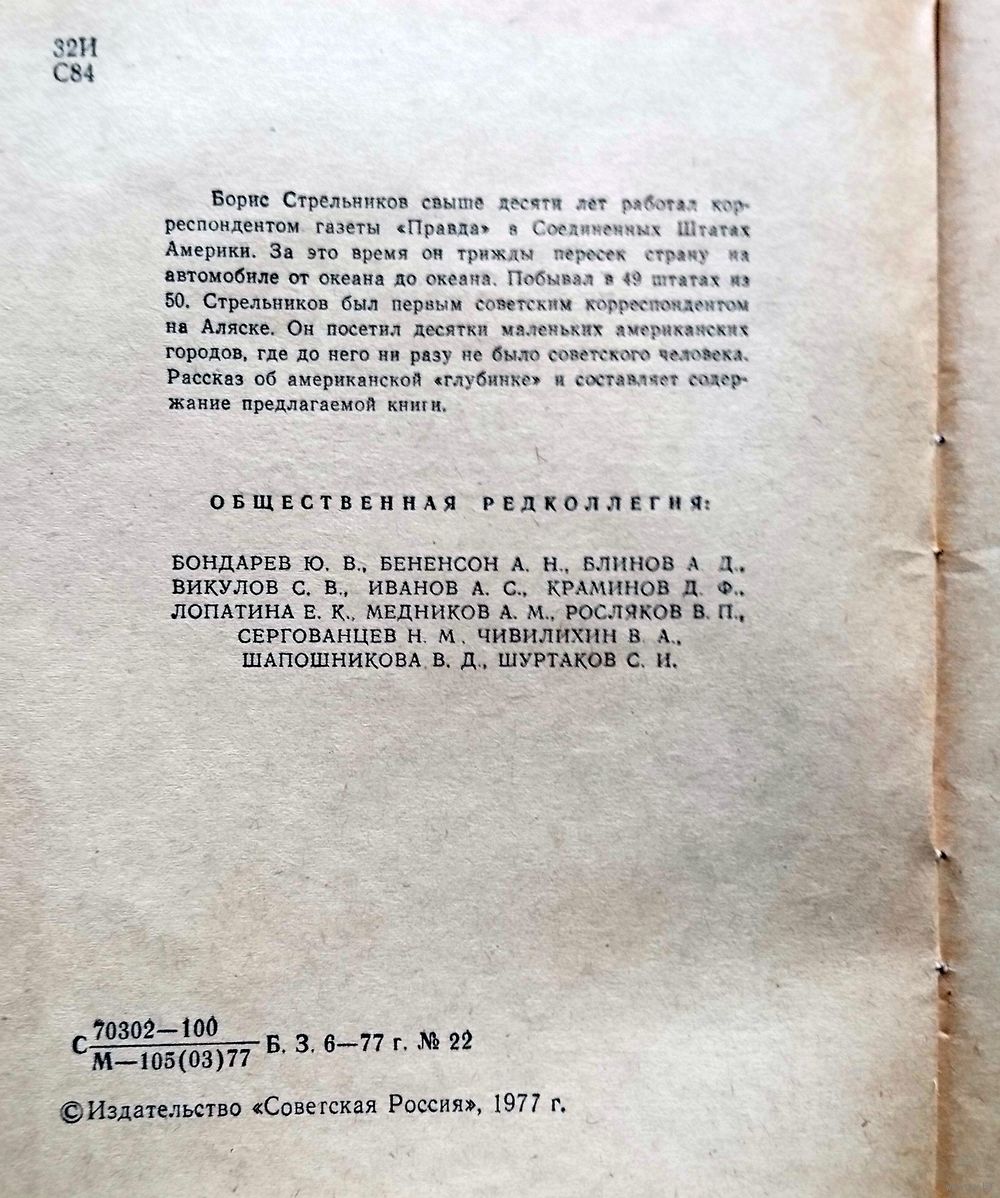 32И
С84
Борис Стрельников свыше десяти лет работал кор-
респондентом газеты «Правда» в Соединенных Штатах
Америки. За это время он трижды пересек страну на
автомобиле от океана до океана. Побывал в 49 штатах из
50. Стрельников был первым советским корреспондентом
на Аляске. Он посетил десятки маленьких американских
городов, где до него ни разу не было советского человека.
Рассказ об американской «глубинке» и составляет содер-
жание предлагаемой книги.
ОБЩЕСТВЕННАЯ РЕДКОЛЛЕГИЯ:
БОНДАРЕВ Ю. В., БЕНЕНСОН А. Н., БЛИНОВ А. Д.,
ВИКУЛОВ С. В., ИВАНОВ А. С., КРАМИНОВ Д. Ф.,
ЛОПАТИНА Е. К., МЕДНИКОВ А. М., РОСЛЯКОВ В. П.,
СЕРГОВАНЦЕВ Н. М., ЧИВИЛИХИН В. А.,
ШАПОШНИКОВА В. Д., ШУРТАКОВ С. И.
С 70302—100
М—105(03)77 Б. З. 6—77 г. № 22
© Издательство «Советская Россия», 1977 г.